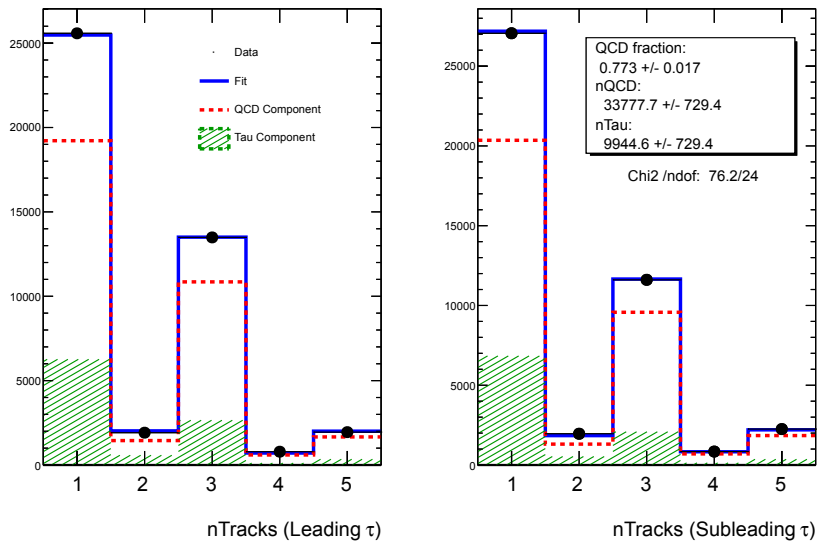 25000
20000
15000
10000
5000
0
1 2 3 4 5
nTracks (Leading τ)
Data
Fit
QCD Component
Tau Component
25000
20000
15000
10000
5000
0
1 2 3 4 5
nTracks (Subleading τ)
QCD fraction:
0.773 +/- 0.017
nQCD:
33777.7 +/- 729.4
nTau:
9944.6 +/- 729.4
Chi2 /ndof: 76.2/24